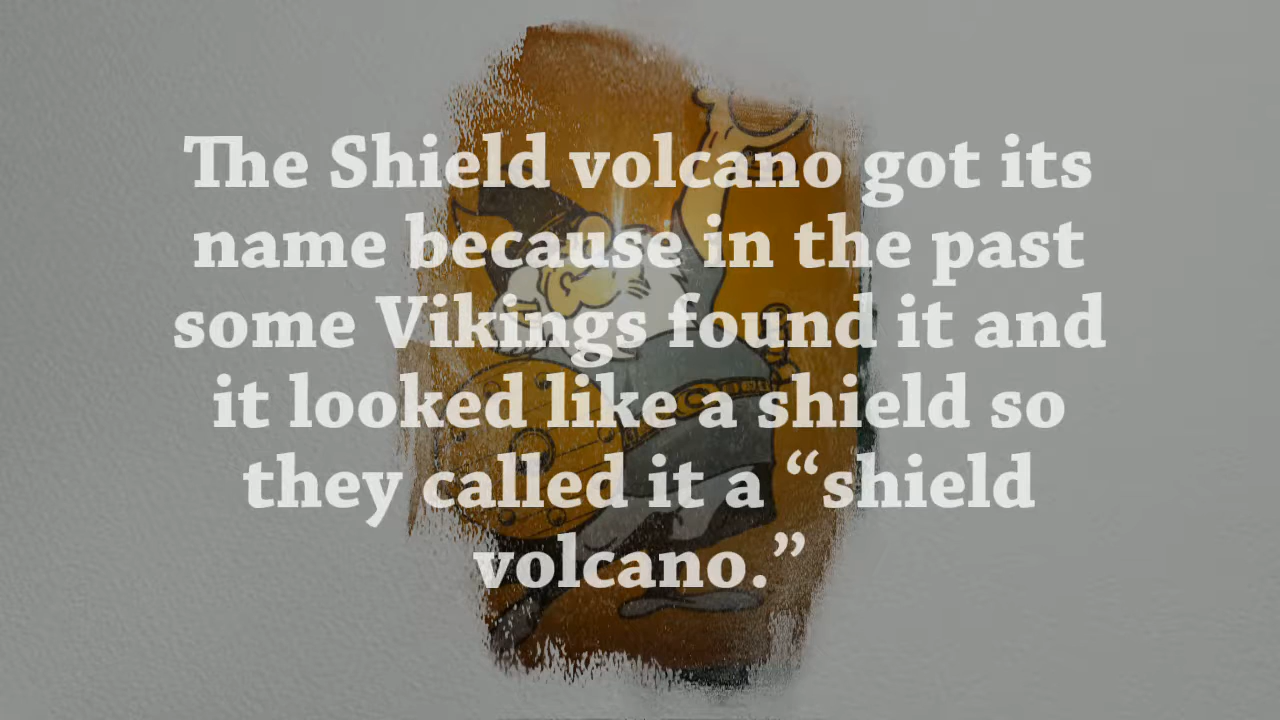 The Shield volcano got its
name because in the past
some Vikings found it and
it looked like a shield so
they called it a “shield
volcano.”